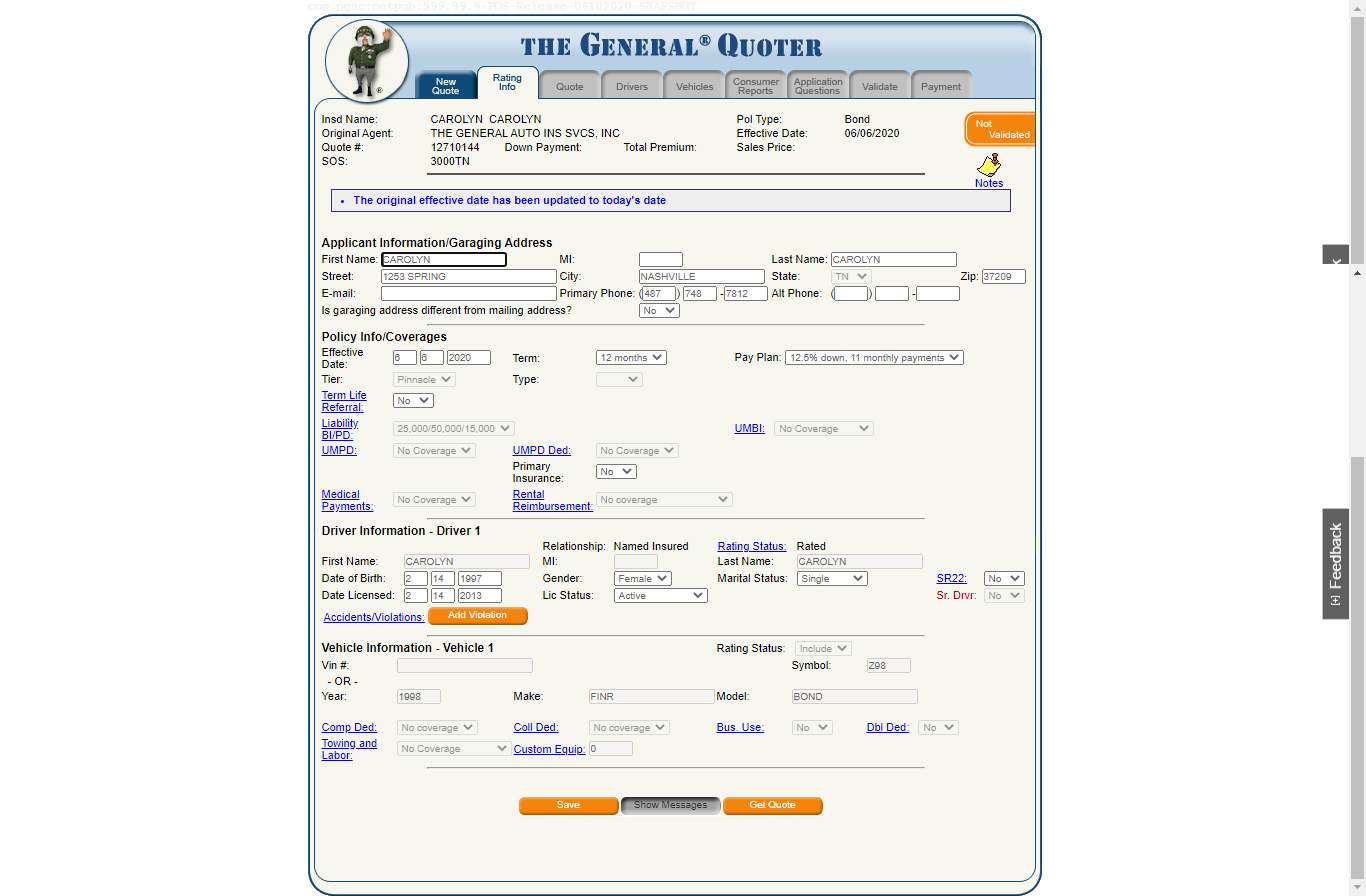 com.pgac:netpub:999.99.9-POS-Release-06102020-SNAPSHOT
THE GENERAL® QUOTER
New Quote Rating Info Quote Drivers Vehicles Consumer Reports Application Questions Validate Payment
Insd Name: CAROLYN CAROLYN Pol Type: Bond
Original Agent: THE GENERAL AUTO INS SVCS, INC Effective Date: 06/06/2020
Quote #: 12710144 Down Payment: Total Premium: Sales Price:
SOS: 3000TN
Not Validated
Notes
The original effective date has been updated to today's date
Applicant Information/Garaging Address
First Name: CAROLYN MI: Last Name: CAROLYN
Street: 1253 SPRING City: NASHVILLE State: TN Zip: 37209
E-mail: Primary Phone: (487) 748 -7812 Alt Phone: ( ) -
Is garaging address different from mailing address? No
Policy Info/Coverages
Effective Date: 6 6 2020 Term: 12 months Pay Plan: 12.5% down, 11 monthly payments
Tier: Pinnacle Type:
Term Life Referral: No
Liability BI/PD: 25,000/50,000/15,000 UMBI: No Coverage
UMPD: No Coverage UMPD Ded: No Coverage
Primary Insurance: No
Medical Payments: No Coverage Rental Reimbursement: No coverage
Driver Information - Driver 1
Relationship: Named Insured Rating Status: Rated
First Name: CAROLYN MI: Last Name: CAROLYN
Date of Birth: 2 14 1997 Gender: Female Marital Status: Single SR22: No
Date Licensed: 2 14 2013 Lic Status: Active Sr. Drvr: No
Accidents/Violations: Add Violation
Vehicle Information - Vehicle 1 Rating Status: Include
Vin #: Symbol: Z98
- OR -
Year: 1998 Make: FINR Model: BOND
Comp Ded: No coverage Coll Ded: No coverage Bus. Use: No Dbl Ded: No
Towing and Labor: No Coverage Custom Equip: 0
Save Show Messages Get Quote
[+] Feedback